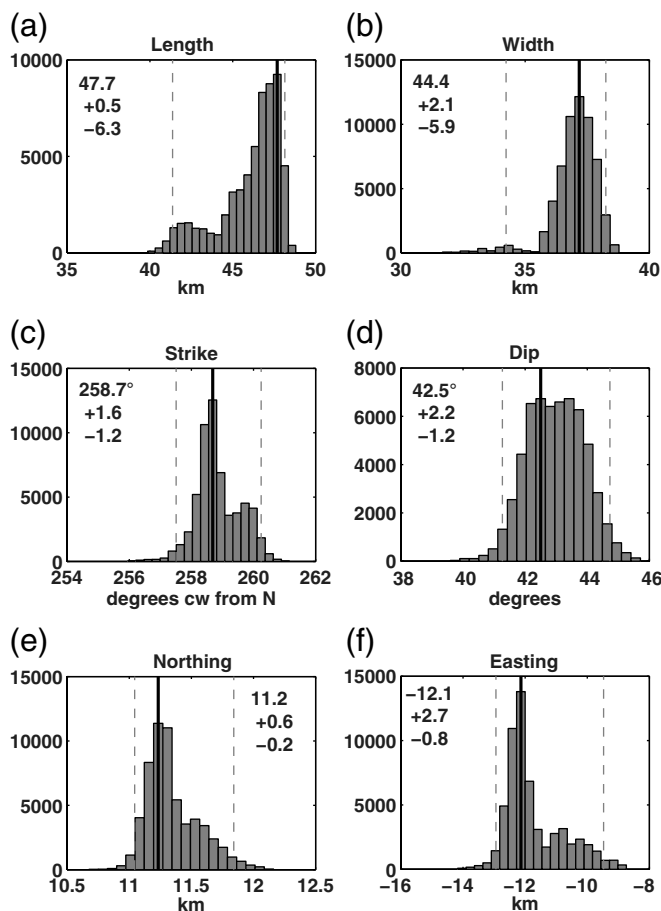 (a)
Length
10000
5000
0
47.7
+0.5
−6.3
35 40 45 50
km
(b)
Width
15000
10000
5000
0
44.4
+2.1
−5.9
30 35 40
km
(c)
Strike
15000
10000
5000
0
258.7°
+1.6
−1.2
254 256 258 260 262
degrees cw from N
(d)
Dip
8000
6000
4000
2000
0
42.5°
+2.2
−1.2
38 40 42 44 46
degrees
(e)
Northing
15000
10000
5000
0
11.2
+0.6
−0.2
10.5 11 11.5 12 12.5
km
(f)
Easting
15000
10000
5000
0
−12.1
+2.7
−0.8
−16 −14 −12 −10 −8
km